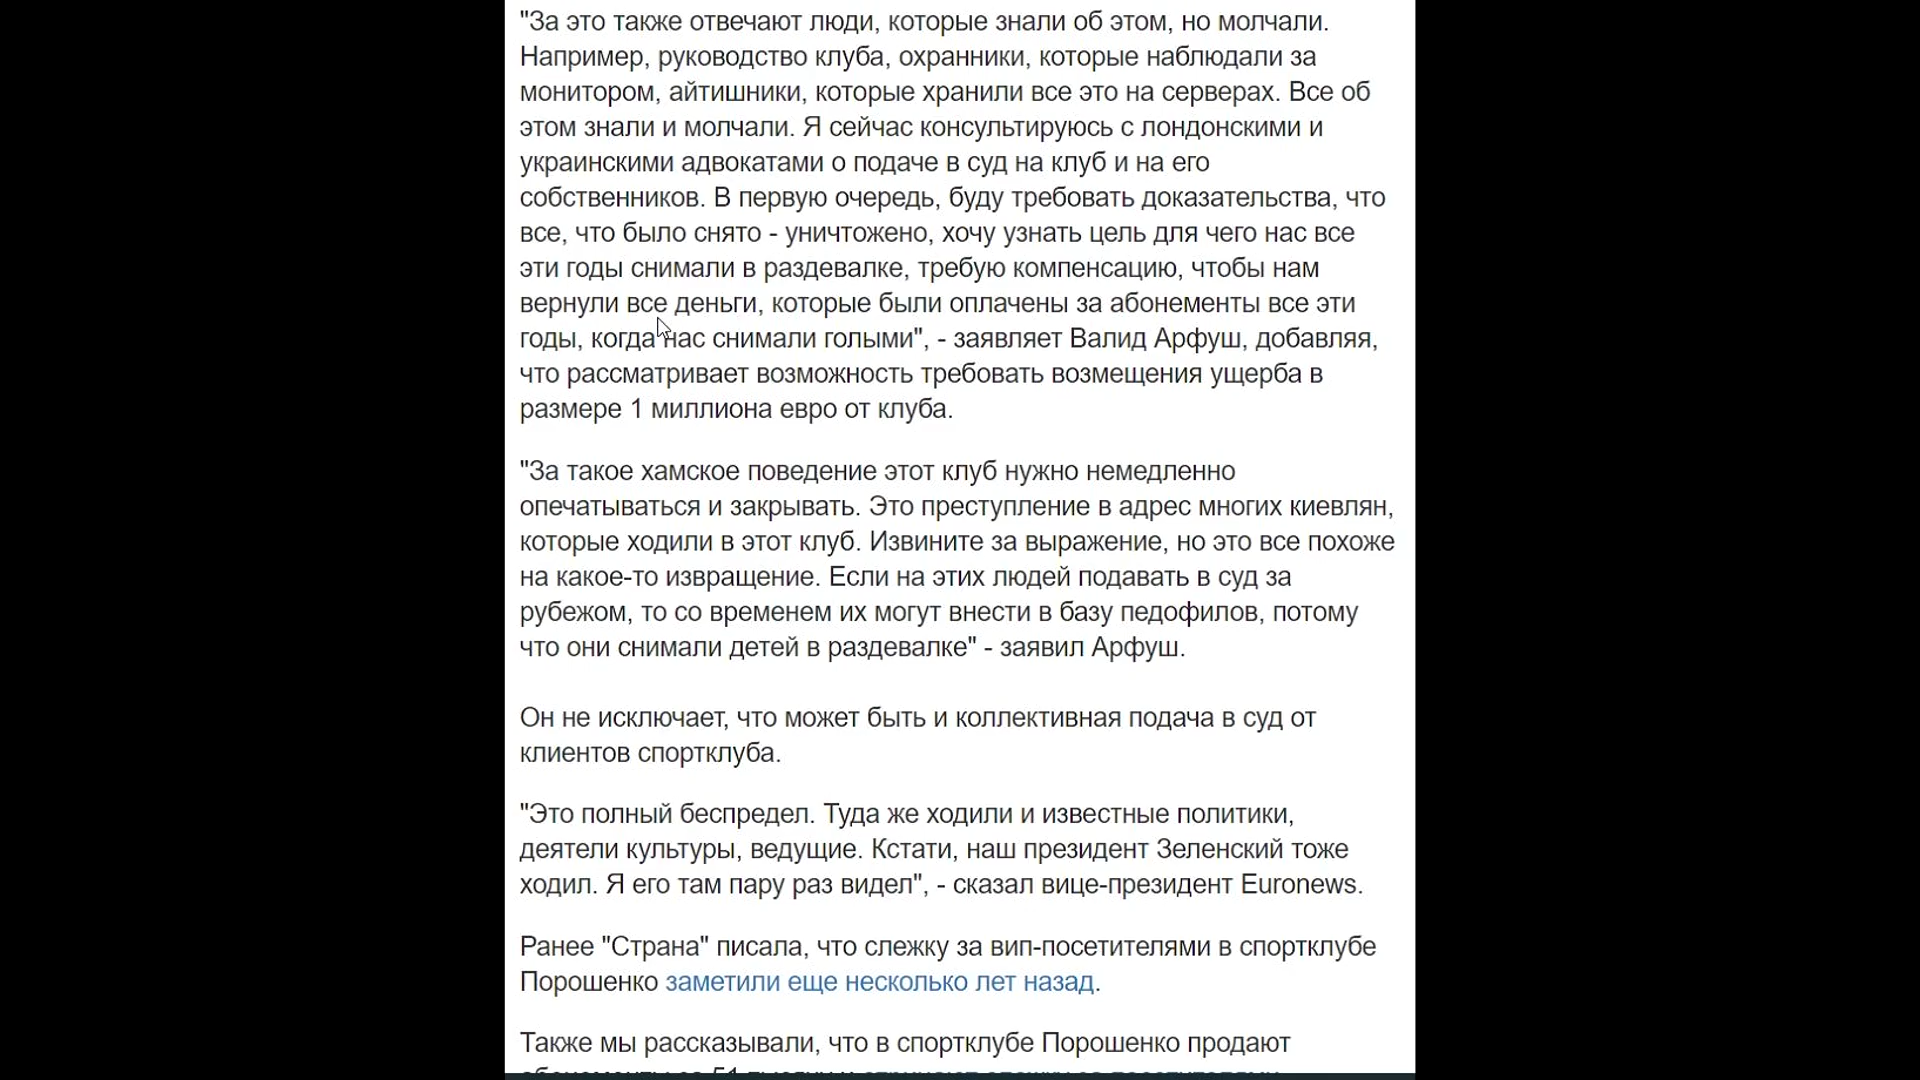 "За это также отвечают люди, которые знали об этом, но молчали.
Например, руководство клуба, охранники, которые наблюдали за
монитором, айтишники, которые хранили все это на серверах. Все об
этом знали и молчали. Я сейчас консультируюсь с лондонскими и
украинскими адвокатами о подаче в суд на клуб и на его
собственников. В первую очередь, буду требовать доказательства, что
все, что было снято - уничтожено, хочу узнать цель для чего нас все
эти годы снимали в раздевалке, требую компенсацию, чтобы нам
вернули все деньги, которые были оплачены за абонементы все эти
годы, когда нас снимали голыми", - заявляет Валид Арфуш, добавляя,
что рассматривает возможность требовать возмещения ущерба в
размере 1 миллиона евро от клуба.
"За такое хамское поведение этот клуб нужно немедленно
опечатываться и закрывать. Это преступление в адрес многих киевлян,
которые ходили в этот клуб. Извините за выражение, но это все похоже
на какое-то извращение. Если на этих людей подавать в суд за
рубежом, то со временем их могут внести в базу педофилов, потому
что они снимали детей в раздевалке" - заявил Арфуш.
Он не исключает, что может быть и коллективная подача в суд от
клиентов спортклуба.
"Это полный беспредел. Туда же ходили и известные политики,
деятели культуры, ведущие. Кстати, наш президент Зеленский тоже
ходил. Я его там пару раз видел", - сказал вице-президент Euronews.
Ранее "Страна" писала, что слежку за вип-посетителями в спортклубе
Порошенко заметили еще несколько лет назад.
Также мы рассказывали, что в спортклубе Порошенко продают